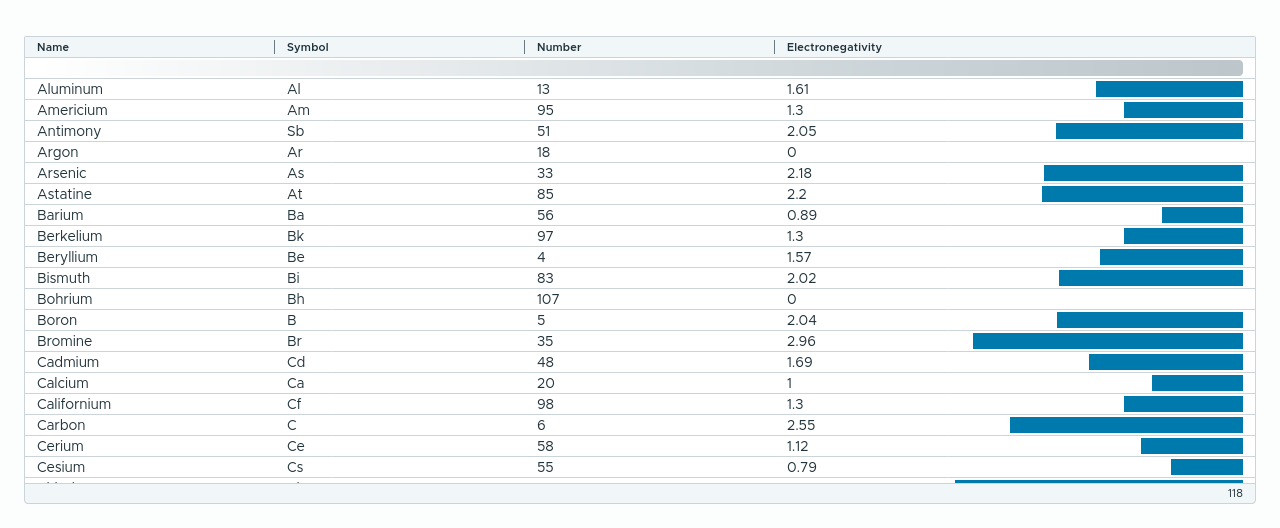 Name Symbol Number Electronegativity
Aluminum Al 13 1.61
Americium Am 95 1.3
Antimony Sb 51 2.05
Argon Ar 18 0
Arsenic As 33 2.18
Astatine At 85 2.2
Barium Ba 56 0.89
Berkelium Bk 97 1.3
Beryllium Be 4 1.57
Bismuth Bi 83 2.02
Bohrium Bh 107 0
Boron B 5 2.04
Bromine Br 35 2.96
Cadmium Cd 48 1.69
Calcium Ca 20 1
Californium Cf 98 1.3
Carbon C 6 2.55
Cerium Ce 58 1.12
Cesium Cs 55 0.79
118